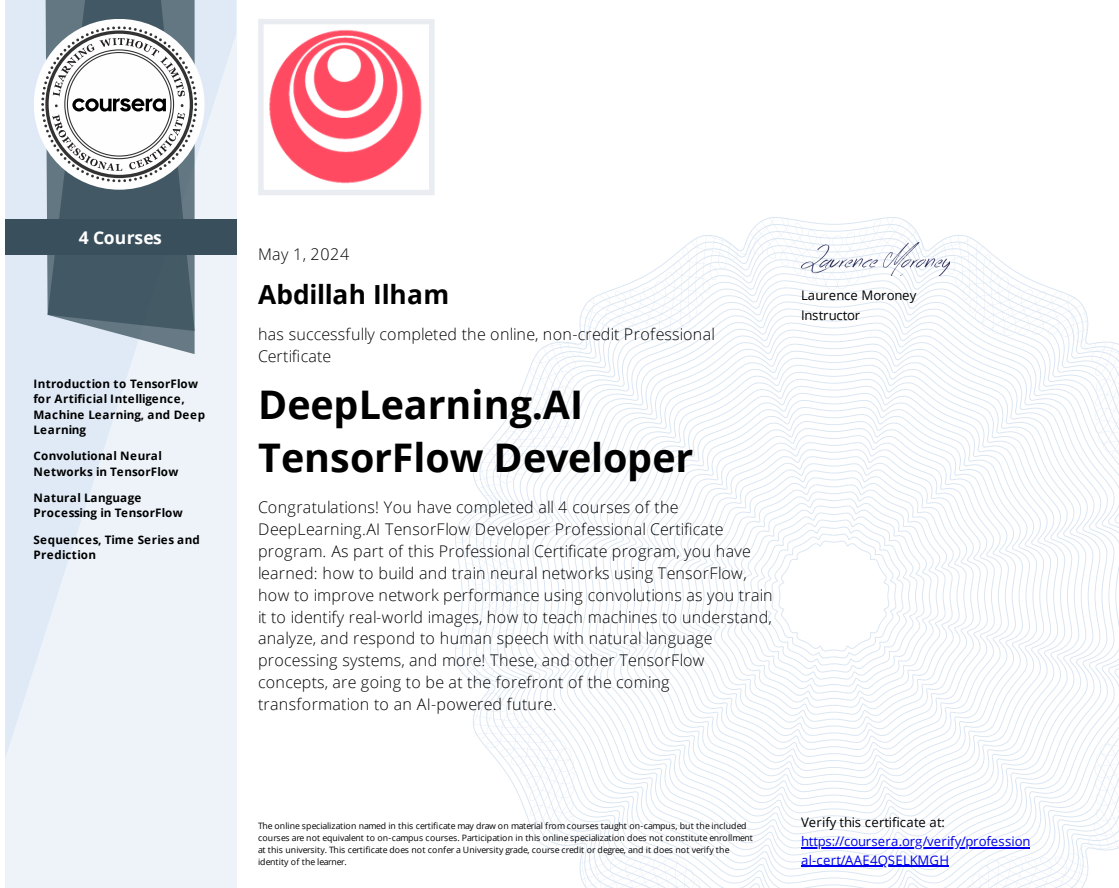 LEARNING WITHOUT LIMITS
coursera
PROFESSIONAL CERTIFICATE
4 Courses
Introduction to TensorFlow
for Artificial Intelligence,
Machine Learning, and Deep
Learning
Convolutional Neural
Networks in TensorFlow
Natural Language
Processing in TensorFlow
Sequences, Time Series and
Prediction
May 1, 2024
Abdillah Ilham
has successfully completed the online, non-credit Professional
Certificate
DeepLearning.AI
TensorFlow Developer
Congratulations! You have completed all 4 courses of the
DeepLearning.AI TensorFlow Developer Professional Certificate
program. As part of this Professional Certificate program, you have
learned: how to build and train neural networks using TensorFlow,
how to improve network performance using convolutions as you train
it to identify real-world images, how to teach machines to understand,
analyze, and respond to human speech with natural language
processing systems, and more! These, and other TensorFlow
concepts, are going to be at the forefront of the coming
transformation to an AI-powered future.
Laurence Moroney
Laurence Moroney
Instructor
The online specialization named in this certificate may draw on material from courses taught on-campus, but the included
courses are not equivalent to on-campus courses. Participation in this online specialization does not constitute enrollment
at this university. This certificate does not confer a University grade, course credit or degree, and it does not verify the
identity of the learner.
Verify this certificate at:
https://coursera.org/verify/profession
al-cert/AAE4QSELKMGH